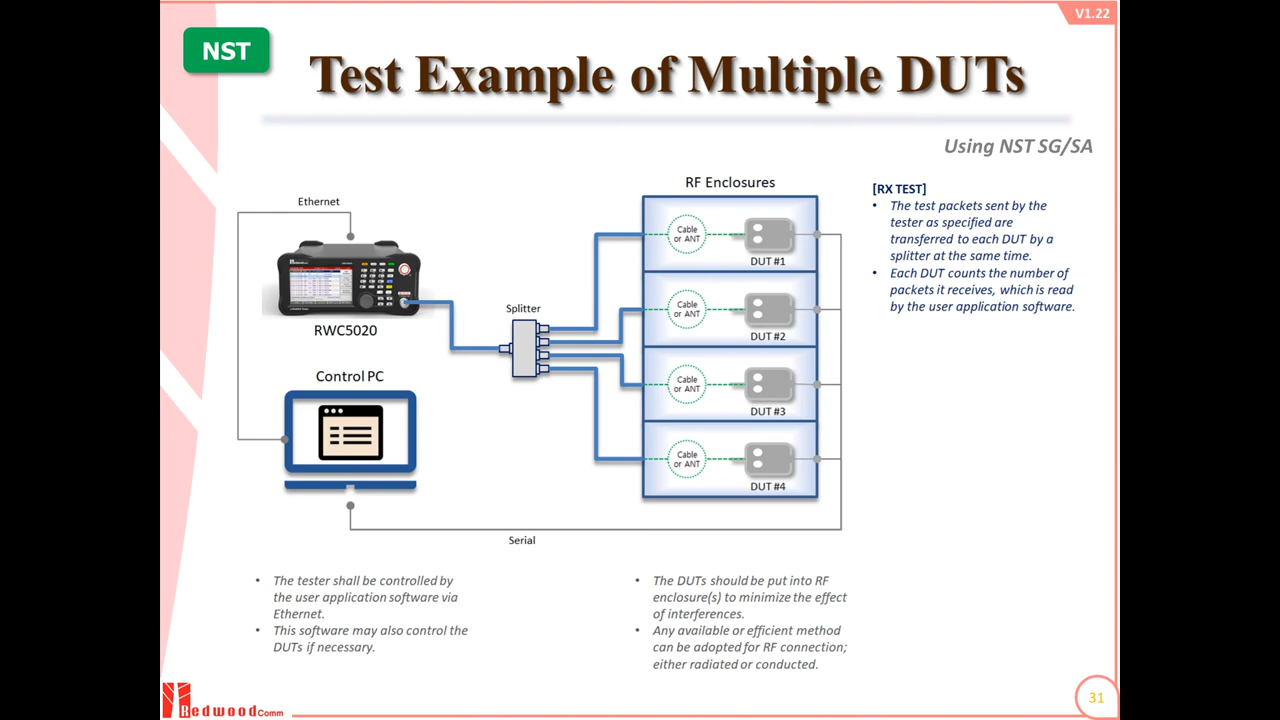 V1.22
NST
Test Example of Multiple DUTs
Using NST SG/SA
RF Enclosures
[RX TEST]
• The test packets sent by the
tester as specified are
transferred to each DUT by a
splitter at the same time.
• Each DUT counts the number of
packets it receives, which is read
by the user application software.
Ethernet
RWC5020
Splitter
Control PC
Cable
or ANT
DUT #1
Cable
or ANT
DUT #2
Cable
or ANT
DUT #3
Cable
or ANT
DUT #4
Serial
• The tester shall be controlled by
the user application software via
Ethernet.
• This software may also control the
DUTs if necessary.
• The DUTs should be put into RF
enclosure(s) to minimize the effect
of interferences.
• Any available or efficient method
can be adopted for RF connection;
either radiated or conducted.
Redwood Comm
31